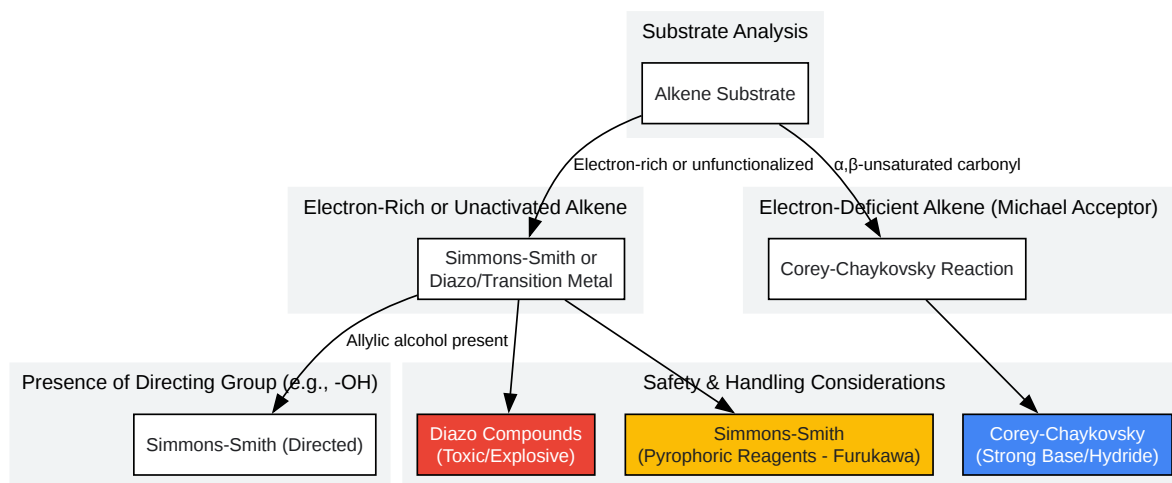 Substrate Analysis
Alkene Substrate
Electron-rich or unfunctionalized
α,β-unsaturated carbonyl
Electron-Rich or Unactivated Alkene
Electron-Deficient Alkene (Michael Acceptor)
Simmons-Smith or
Diazo/Transition Metal
Corey-Chaykovsky Reaction
Allylic alcohol present
Presence of Directing Group (e.g., -OH)
Safety & Handling Considerations
Simmons-Smith (Directed)
Diazo Compounds
(Toxic/Explosive)
Simmons-Smith
(Pyrophoric Reagents - Furukawa)
Corey-Chaykovsky
(Strong Base/Hydride)